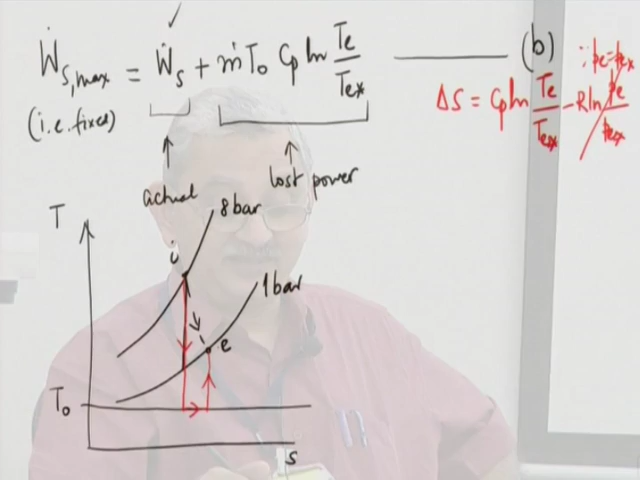 Ẇs,max = Ẇs + ṁT₀ Cp ln Te/Tex ——— (b)
(i.e. fixed)
∵ pe = pex
ΔS = Cp ln Te/Tex − R ln pe/pex
actual
lost power
T
8 bar
i
1 bar
e
T₀
s